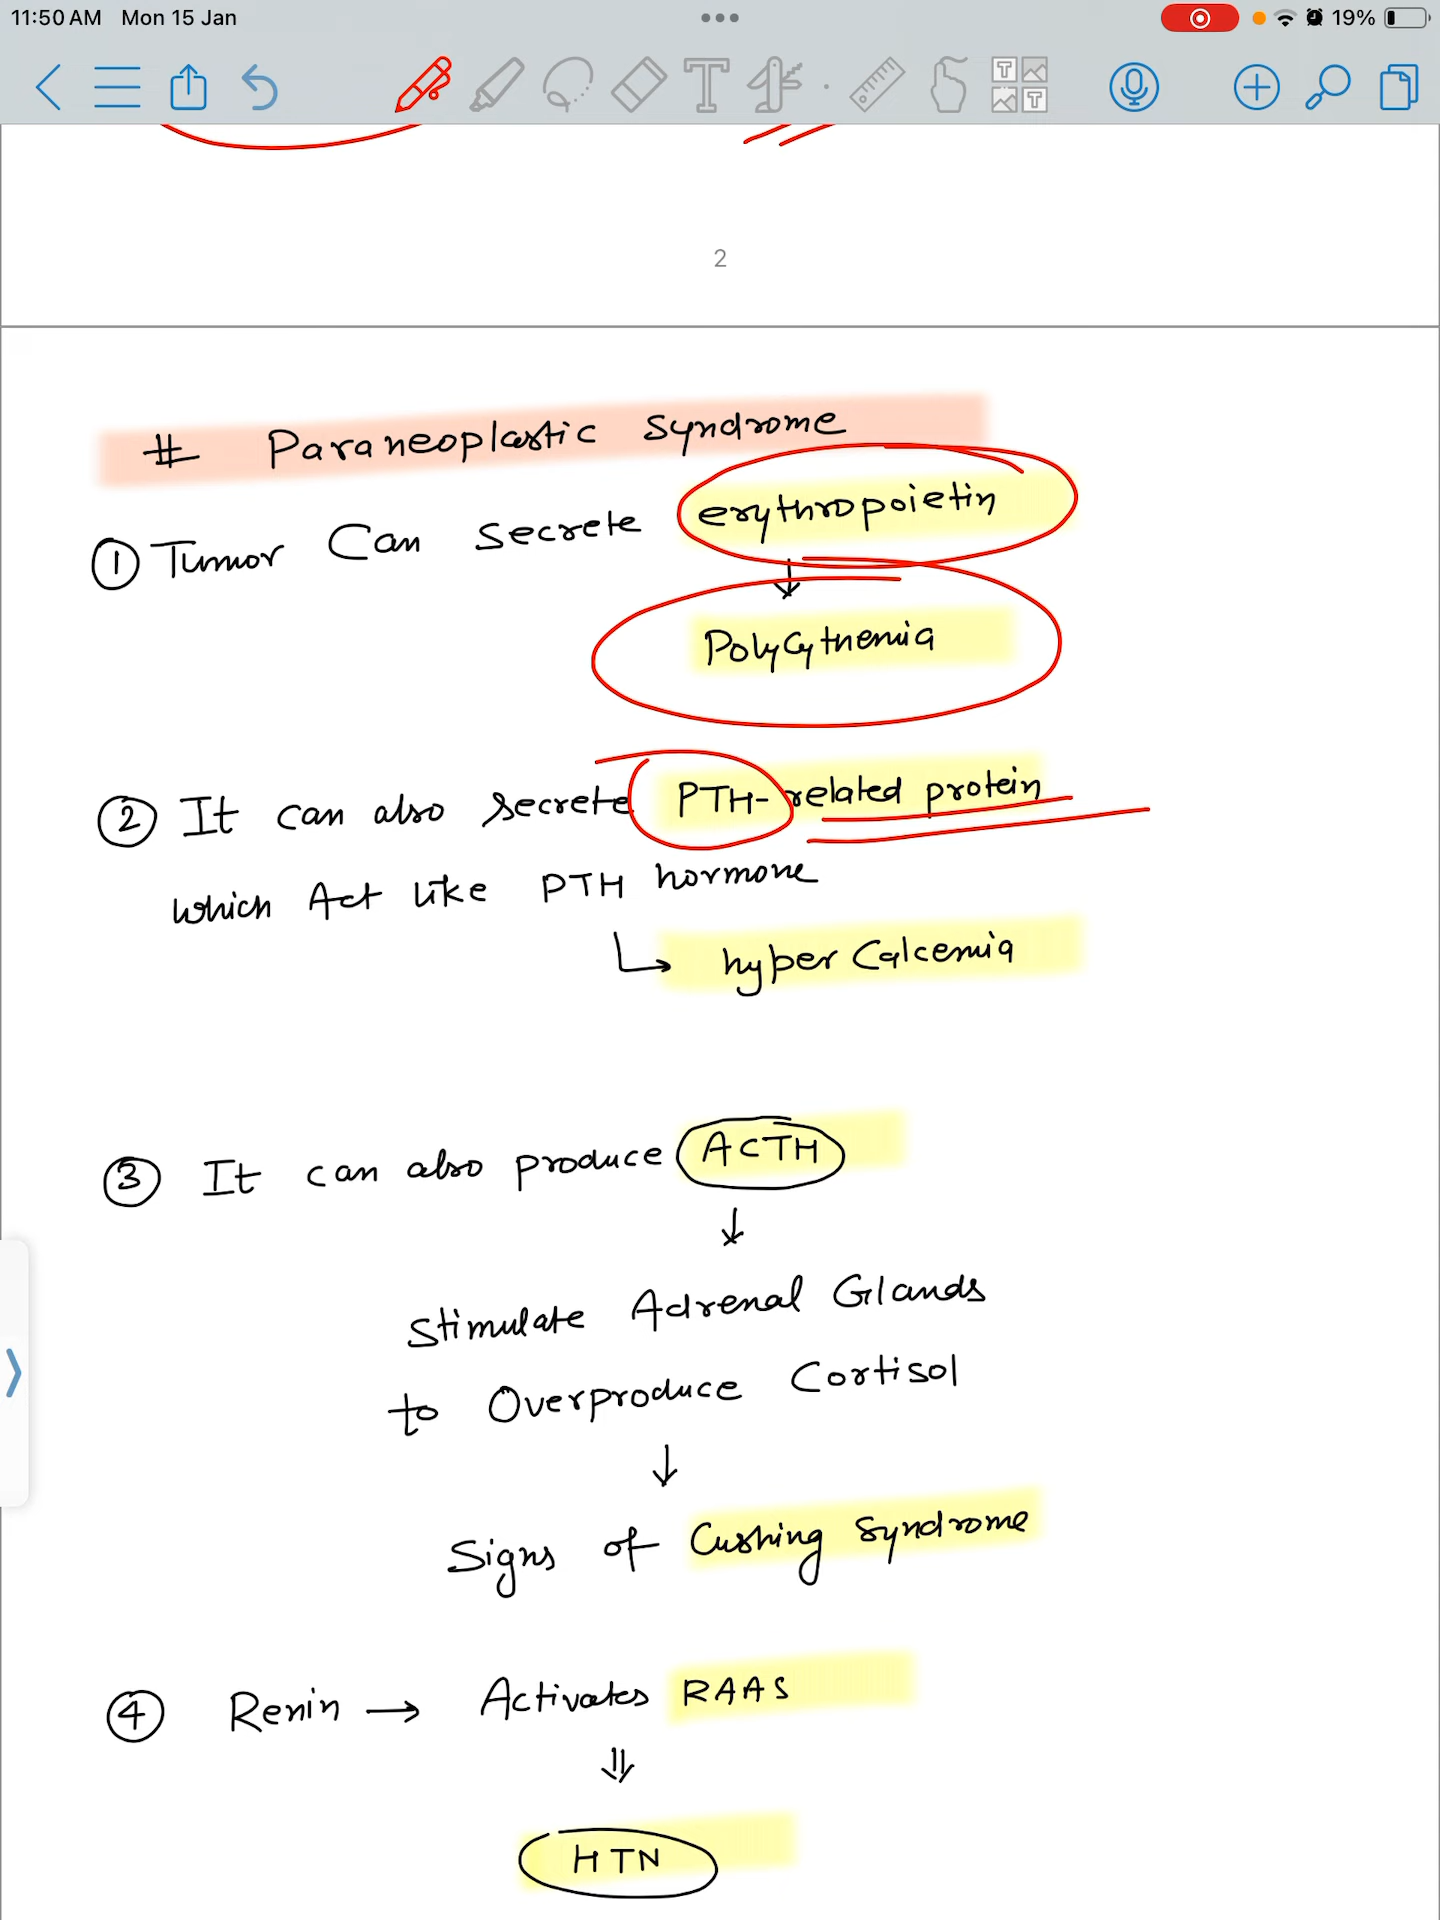 11:50 AM Mon 15 Jan
19%
2
# Paraneoplastic Syndrome
① Tumor Can Secrete erythropoietin
↓
Polycythemia
② It can also secrete PTH-related protein
which Act like PTH hormone
↳ hyper Calcemia
③ It can also produce ACTH
↓
Stimulate Adrenal Glands
to Overproduce Cortisol
↓
Signs of Cushing Syndrome
④ Renin → Activates RAAS
⇓
HTN